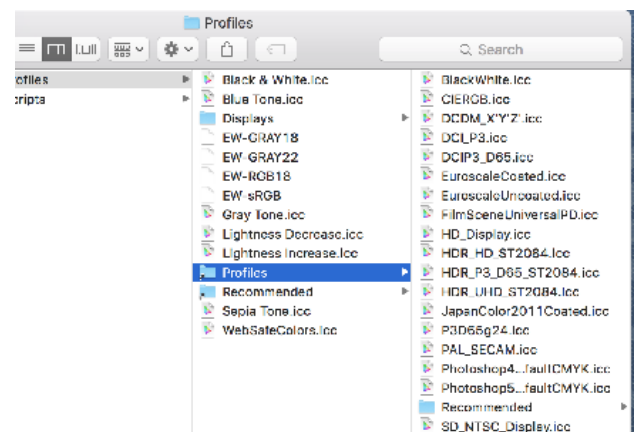 Profiles
Search
ofiles
cripts
Black & White.icc
Blue Tone.icc
Displays
EW-GRAY18
EW-GRAY22
EW-RGB18
EW-sRGB
Gray Tone.icc
Lightness Decrease.icc
Lightness Increase.icc
Profiles
Recommended
Sepia Tone.icc
WebSafeColors.icc
BlackWhite.icc
CIERGB.icc
DCDM_X'Y'Z'.icc
DCI_P3.icc
DCIP3_D65.icc
EuroscaleCoated.icc
EuroscaleUncoated.icc
FilmSceneUniversalPD.icc
HD_Display.icc
HDR_HD_ST2084.icc
HDR_P3_D65_ST2084.icc
HDR_UHD_ST2084.icc
JapanColor2011Coated.icc
P3D65g24.icc
PAL_SECAM.icc
Photoshop4...faultCMYK.icc
Photoshop5...faultCMYK.icc
Recommended
SD_NTSC_Display.icc